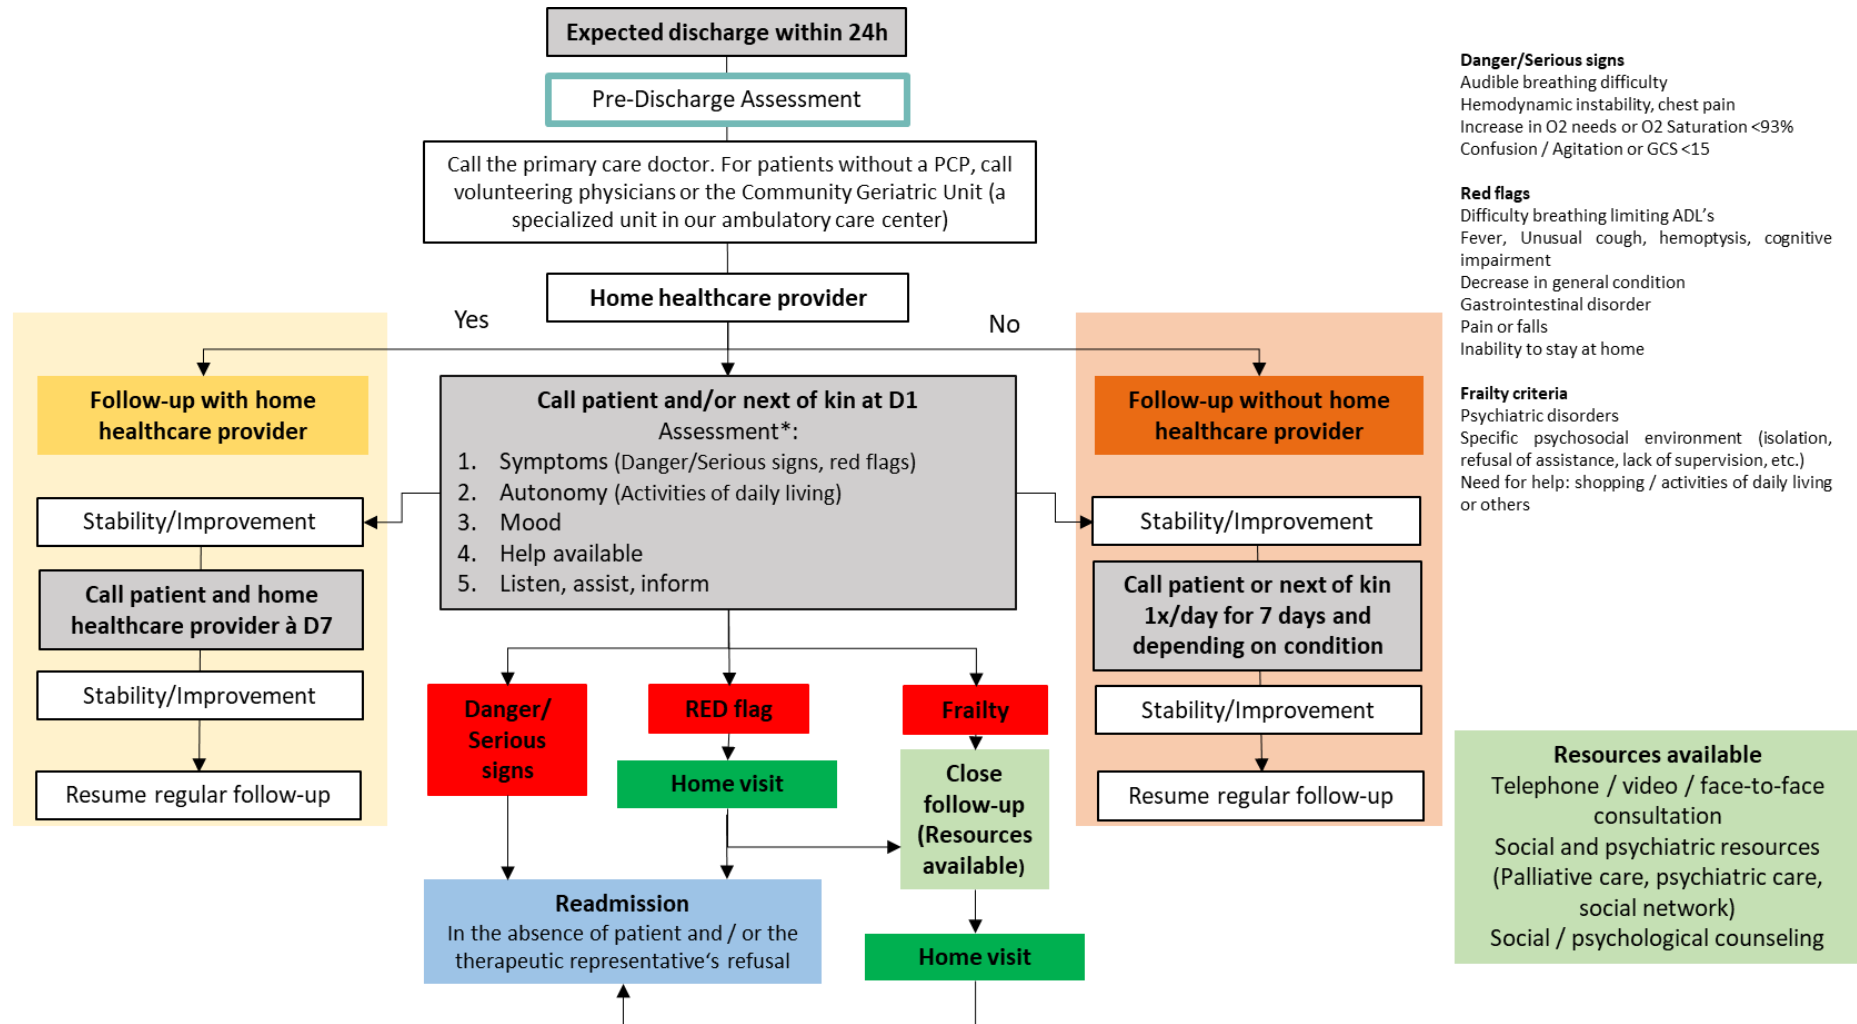 Expected discharge within 24h
Pre-Discharge Assessment
Call the primary care doctor. For patients without a PCP, call
volunteering physicians or the Community Geriatric Unit (a
specialized unit in our ambulatory care center)
Home healthcare provider
Yes
No
Follow-up with home
healthcare provider
Stability/Improvement
Call patient and home
healthcare provider à D7
Stability/Improvement
Resume regular follow-up
Call patient and/or next of kin at D1
Assessment*:
1. Symptoms (Danger/Serious signs, red flags)
2. Autonomy (Activities of daily living)
3. Mood
4. Help available
5. Listen, assist, inform
Follow-up without home
healthcare provider
Stability/Improvement
Call patient or next of kin
1x/day for 7 days and
depending on condition
Stability/Improvement
Resume regular follow-up
Danger/
Serious
signs
RED flag
Home visit
Frailty
Close
follow-up
(Resources
available)
Home visit
Readmission
In the absence of patient and / or the
therapeutic representative‘s refusal
Danger/Serious signs
Audible breathing difficulty
Hemodynamic instability, chest pain
Increase in O2 needs or O2 Saturation <93%
Confusion / Agitation or GCS <15
Red flags
Difficulty breathing limiting ADL’s
Fever, Unusual cough, hemoptysis, cognitive
impairment
Decrease in general condition
Gastrointestinal disorder
Pain or falls
Inability to stay at home
Frailty criteria
Psychiatric disorders
Specific psychosocial environment (isolation,
refusal of assistance, lack of supervision, etc.)
Need for help: shopping / activities of daily living
or others
Resources available
Telephone / video / face-to-face
consultation
Social and psychiatric resources
(Palliative care, psychiatric care,
social network)
Social / psychological counseling